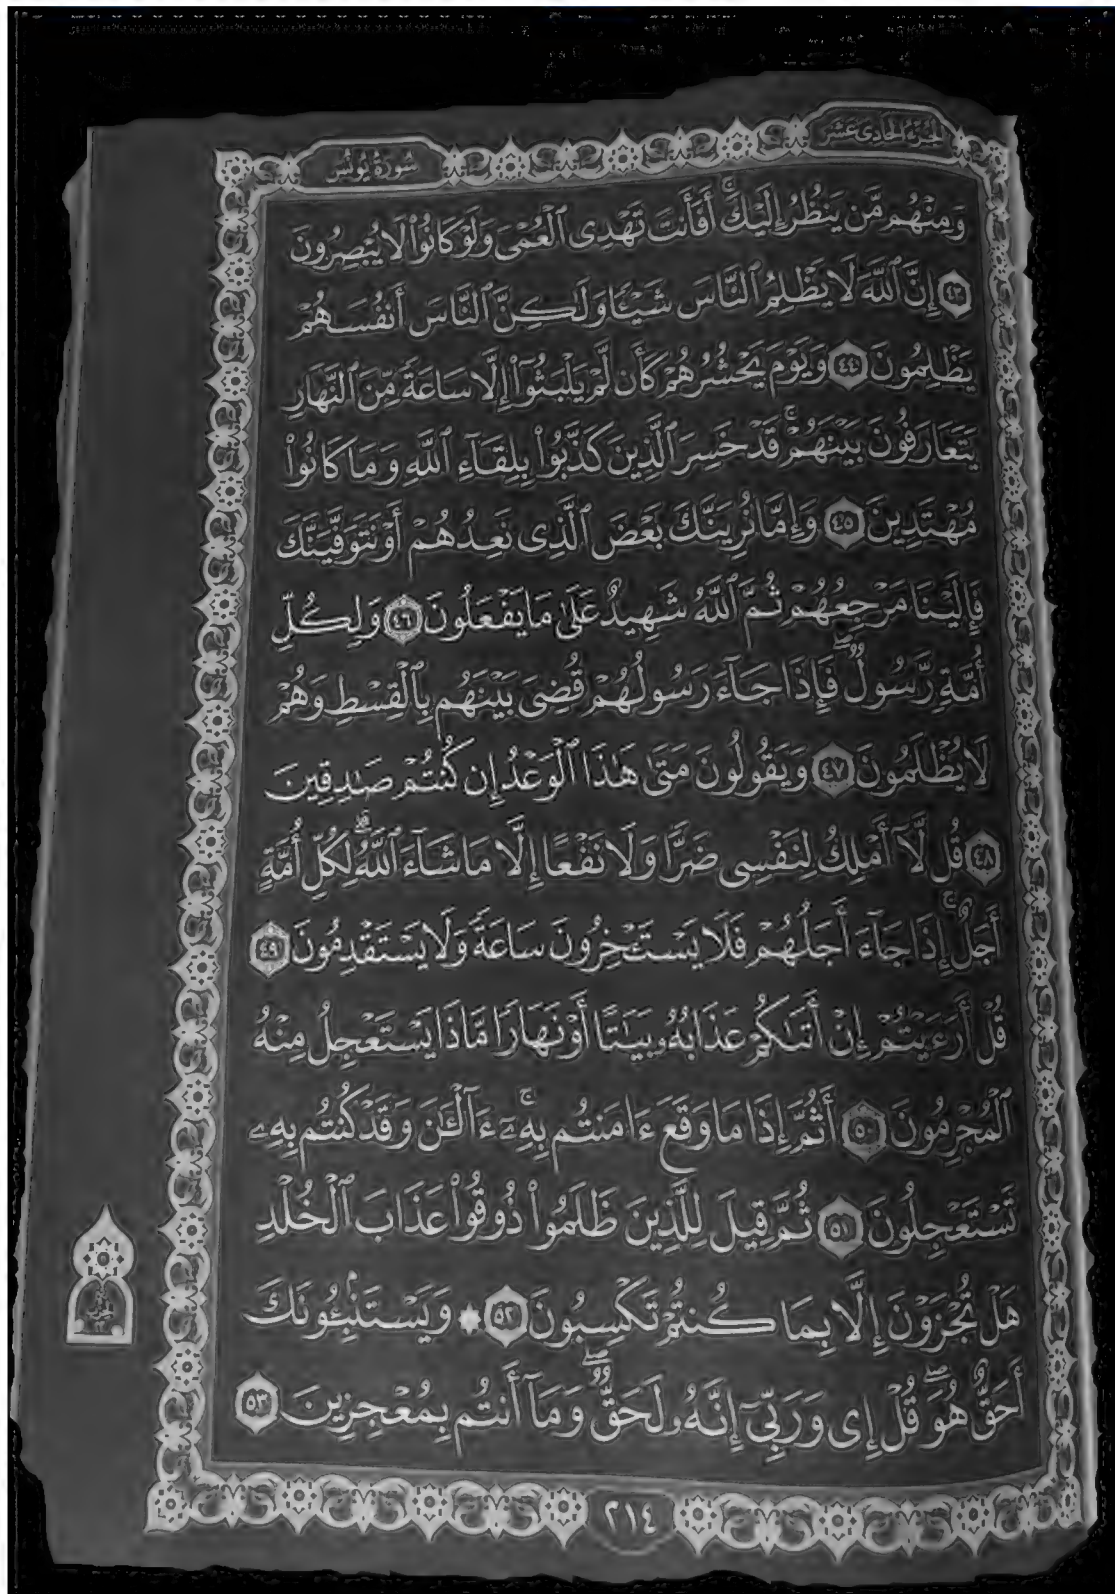 الجزء الحادي عشر
سورة يونس
وَمِنْهُم مَّن يَنظُرُ إِلَيْكَ ۚ أَفَأَنتَ تَهْدِى ٱلْعُمْىَ وَلَوْ كَانُوا۟ لَا يُبْصِرُونَ
٤٣ إِنَّ ٱللَّهَ لَا يَظْلِمُ ٱلنَّاسَ شَيْـًٔا وَلَـٰكِنَّ ٱلنَّاسَ أَنفُسَهُمْ
يَظْلِمُونَ ٤٤ وَيَوْمَ يَحْشُرُهُمْ كَأَن لَّمْ يَلْبَثُوٓا۟ إِلَّا سَاعَةً مِّنَ ٱلنَّهَارِ
يَتَعَارَفُونَ بَيْنَهُمْ ۚ قَدْ خَسِرَ ٱلَّذِينَ كَذَّبُوا۟ بِلِقَآءِ ٱللَّهِ وَمَا كَانُوا۟
مُهْتَدِينَ ٤٥ وَإِمَّا نُرِيَنَّكَ بَعْضَ ٱلَّذِى نَعِدُهُمْ أَوْ نَتَوَفَّيَنَّكَ
فَإِلَيْنَا مَرْجِعُهُمْ ثُمَّ ٱللَّهُ شَهِيدٌ عَلَىٰ مَا يَفْعَلُونَ ٤٦ وَلِكُلِّ
أُمَّةٍ رَّسُولٌ ۖ فَإِذَا جَآءَ رَسُولُهُمْ قُضِىَ بَيْنَهُم بِٱلْقِسْطِ وَهُمْ
لَا يُظْلَمُونَ ٤٧ وَيَقُولُونَ مَتَىٰ هَـٰذَا ٱلْوَعْدُ إِن كُنتُمْ صَـٰدِقِينَ
٤٨ قُل لَّآ أَمْلِكُ لِنَفْسِى ضَرًّا وَلَا نَفْعًا إِلَّا مَا شَآءَ ٱللَّهُ ۗ لِكُلِّ أُمَّةٍ
أَجَلٌ ۚ إِذَا جَآءَ أَجَلُهُمْ فَلَا يَسْتَـْٔخِرُونَ سَاعَةً وَلَا يَسْتَقْدِمُونَ ٤٩
قُلْ أَرَءَيْتُمْ إِنْ أَتَىٰكُمْ عَذَابُهُۥ بَيَـٰتًا أَوْ نَهَارًا مَّاذَا يَسْتَعْجِلُ مِنْهُ
ٱلْمُجْرِمُونَ ٥٠ أَثُمَّ إِذَا مَا وَقَعَ ءَامَنتُم بِهِۦٓ ۚ ءَآلْـَٔـٰنَ وَقَدْ كُنتُم بِهِۦ
تَسْتَعْجِلُونَ ٥١ ثُمَّ قِيلَ لِلَّذِينَ ظَلَمُوا۟ ذُوقُوا۟ عَذَابَ ٱلْخُلْدِ
هَلْ تُجْزَوْنَ إِلَّا بِمَا كُنتُمْ تَكْسِبُونَ ٥٢ ۞ وَيَسْتَنۢبِـُٔونَكَ
أَحَقٌّ هُوَ ۖ قُلْ إِى وَرَبِّىٓ إِنَّهُۥ لَحَقٌّ ۖ وَمَآ أَنتُم بِمُعْجِزِينَ ٥٣
٢١٤